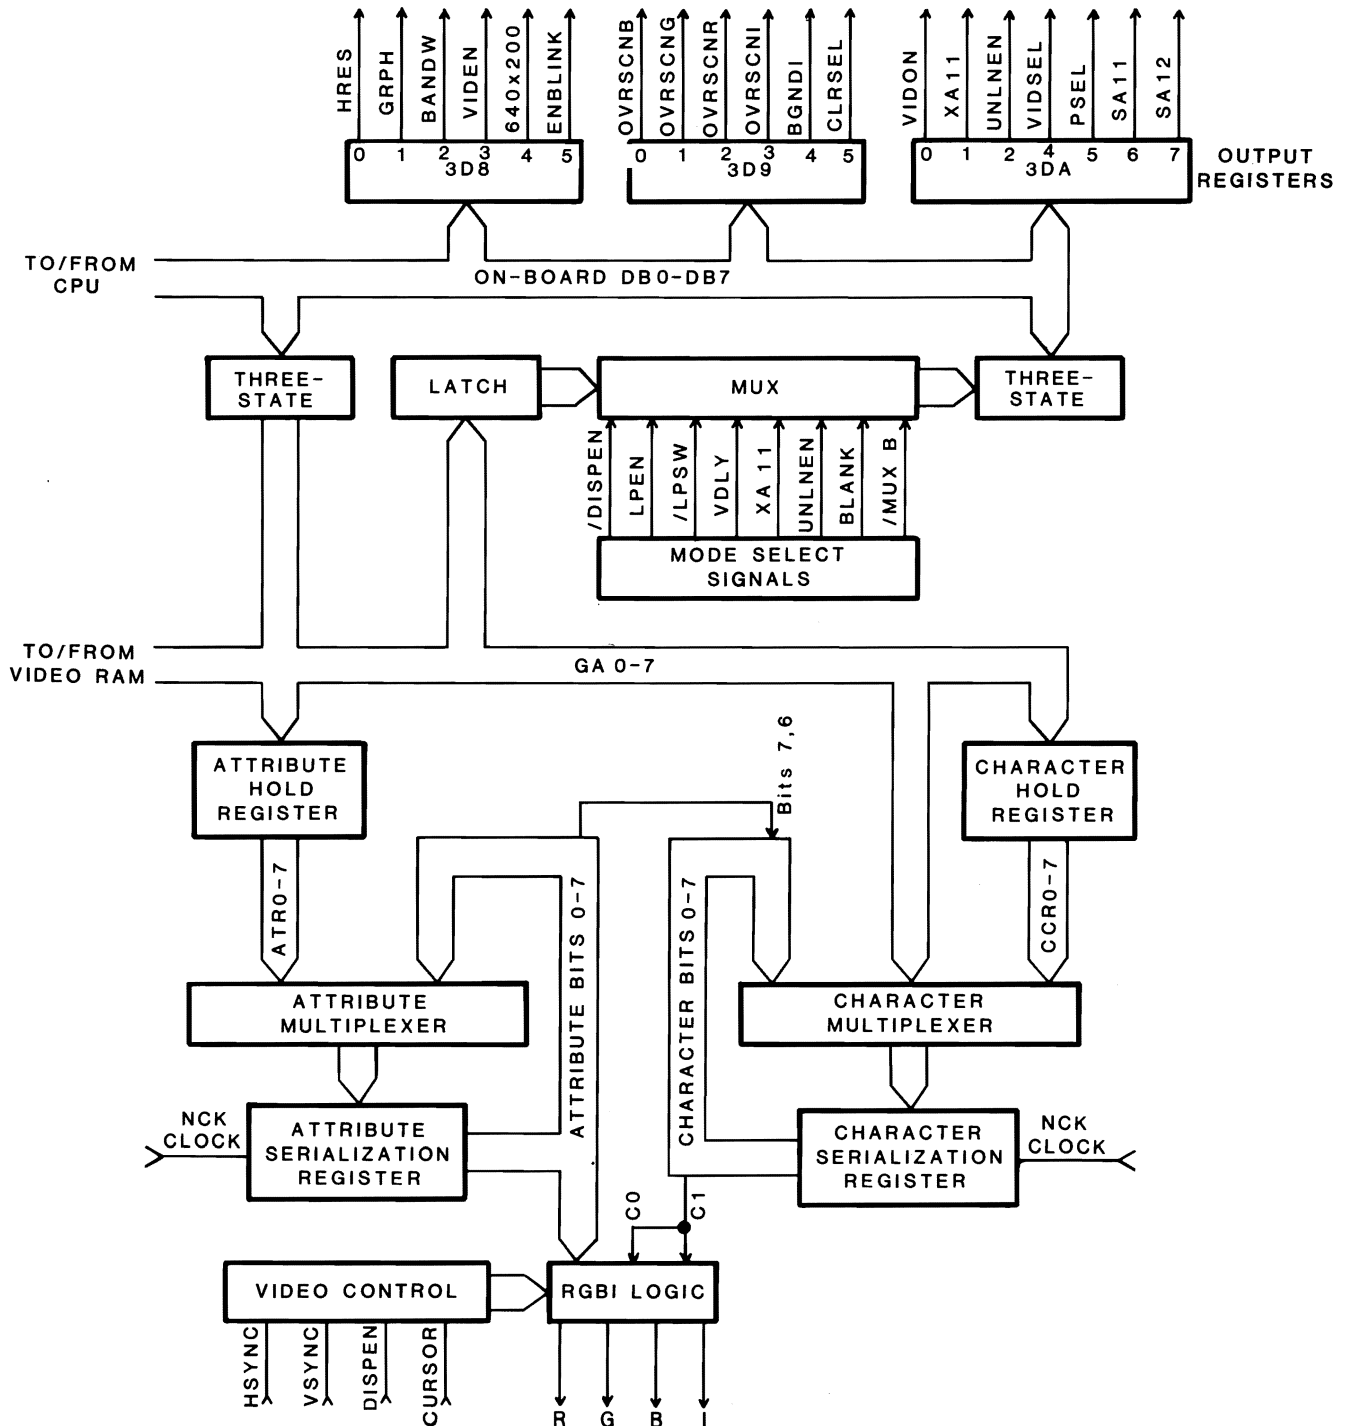 HRES
GRPH
BANDW
VIDEN
640x200
ENBLINK
OVRSCNB
OVRSCNG
OVRSCNR
OVRSCNI
BGNDI
CLRSEL
VIDON
XA11
UNLNEN
VIDSEL
PSEL
SA11
SA12
0 1 2 3 4 5
3D8
0 1 2 3 4 5
3D9
0 1 2 4 5 6 7
3DA
OUTPUT
REGISTERS
TO/FROM
CPU
ON-BOARD DB0-DB7
THREE-
STATE
LATCH
MUX
THREE-
STATE
/DISPEN
LPEN
/LPSW
VDLY
XA11
UNLNEN
BLANK
/MUX B
MODE SELECT
SIGNALS
TO/FROM
VIDEO RAM
GA 0-7
Bits 7,6
ATTRIBUTE
HOLD
REGISTER
CHARACTER
HOLD
REGISTER
ATR0-7
ATTRIBUTE BITS 0-7
CHARACTER BITS 0-7
CCR0-7
ATTRIBUTE
MULTIPLEXER
CHARACTER
MULTIPLEXER
NCK
CLOCK
ATTRIBUTE
SERIALIZATION
REGISTER
CHARACTER
SERIALIZATION
REGISTER
NCK
CLOCK
C0
C1
VIDEO CONTROL
RGBI LOGIC
HSYNC
VSYNC
DISPEN
CURSOR
R G B I